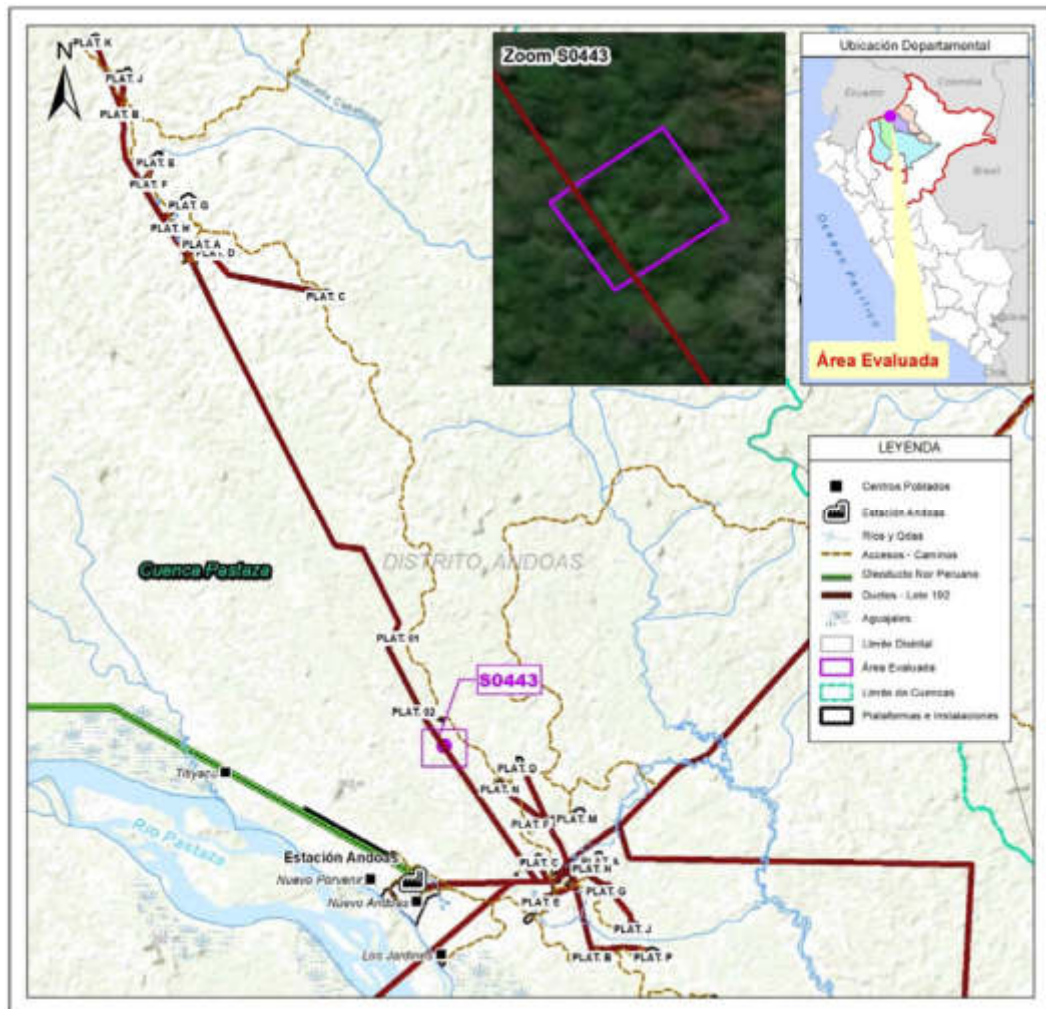 N
PLAT. K
PLAT. J
PLAT. B
PLAT. E
PLAT. F
PLAT. G
PLAT. H
PLAT. A
PLAT. D
PLAT. C
Zoom S0443
Ubicación Departamental
Ecuador
Colombia
Brasil
Océano Pacífico
Área Evaluada
LEYENDA
Centros Poblados
Estación Andoas
Ríos y Qdas
Accesos - Caminos
Oleoducto Nor Peruano
Ductos - Lote 192
Aguajales
Límite Distrital
Área Evaluada
Límite de Cuencas
Plataformas e Instalaciones
DISTRITO ANDOAS
Cuenca Pastaza
PLAT. 01
S0443
PLAT. 02
Titiyacu
PLAT. D
PLAT. N
PLAT. F
PLAT. M
Río Pastaza
Estación Andoas
PLAT. C
PLAT. A
PLAT. H
Nuevo Porvenir
PLAT. G
Nuevo Andoas
PLAT. E
PLAT. J
Los Jardines
PLAT. B
PLAT. P